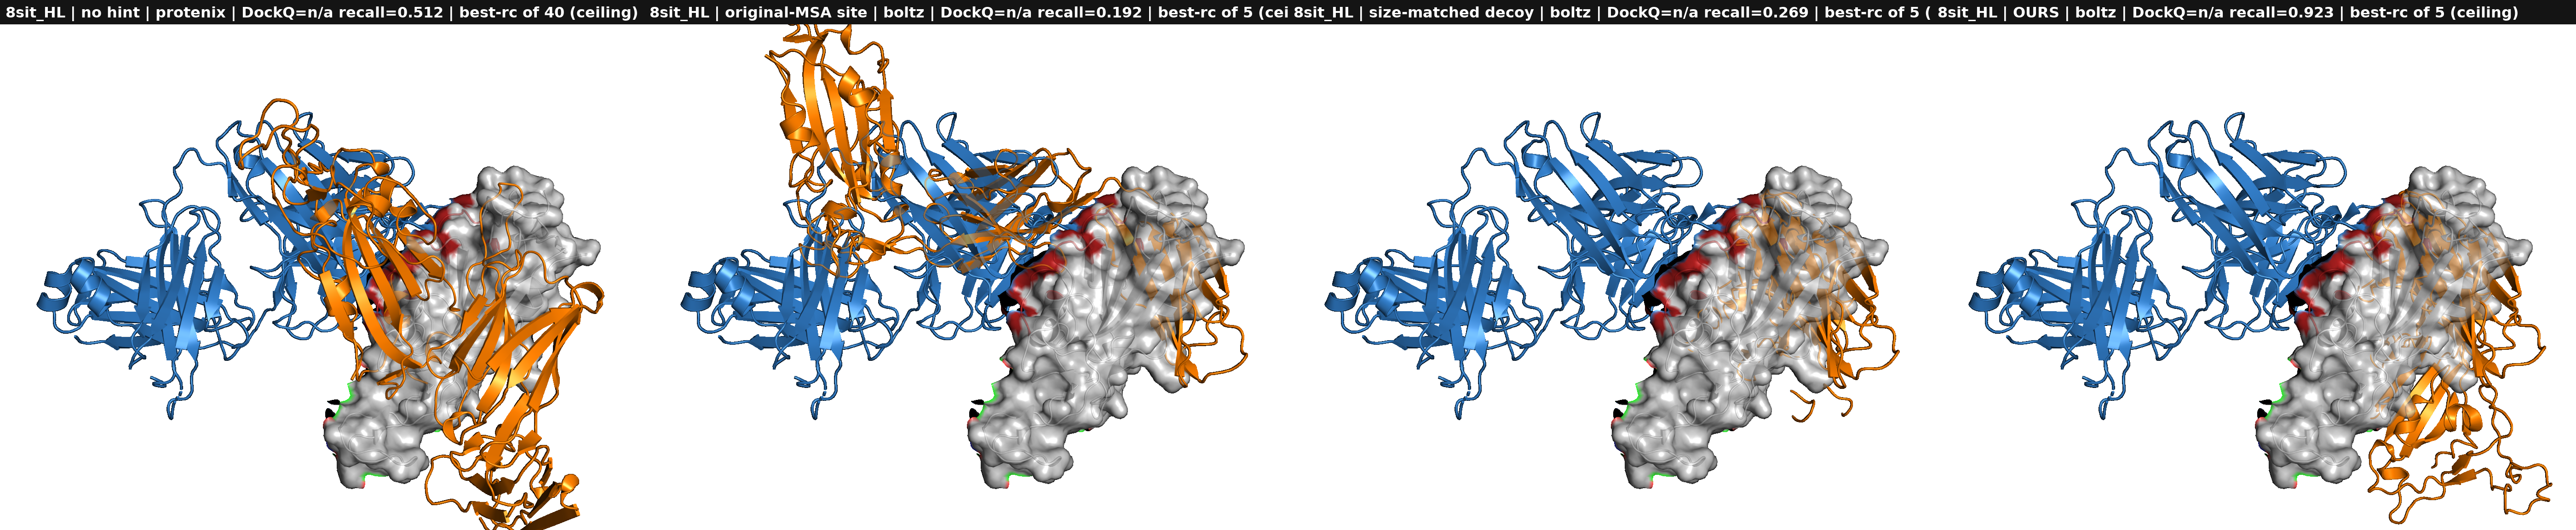 8sit_HL | no hint | protenix | DockQ=n/a recall=0.512 | best-rc of 40 (ceiling)
8sit_HL | original-MSA site | boltz | DockQ=n/a recall=0.192 | best-rc of 5 (cei
8sit_HL | size-matched decoy | boltz | DockQ=n/a recall=0.269 | best-rc of 5 (
8sit_HL | OURS | boltz | DockQ=n/a recall=0.923 | best-rc of 5 (ceiling)